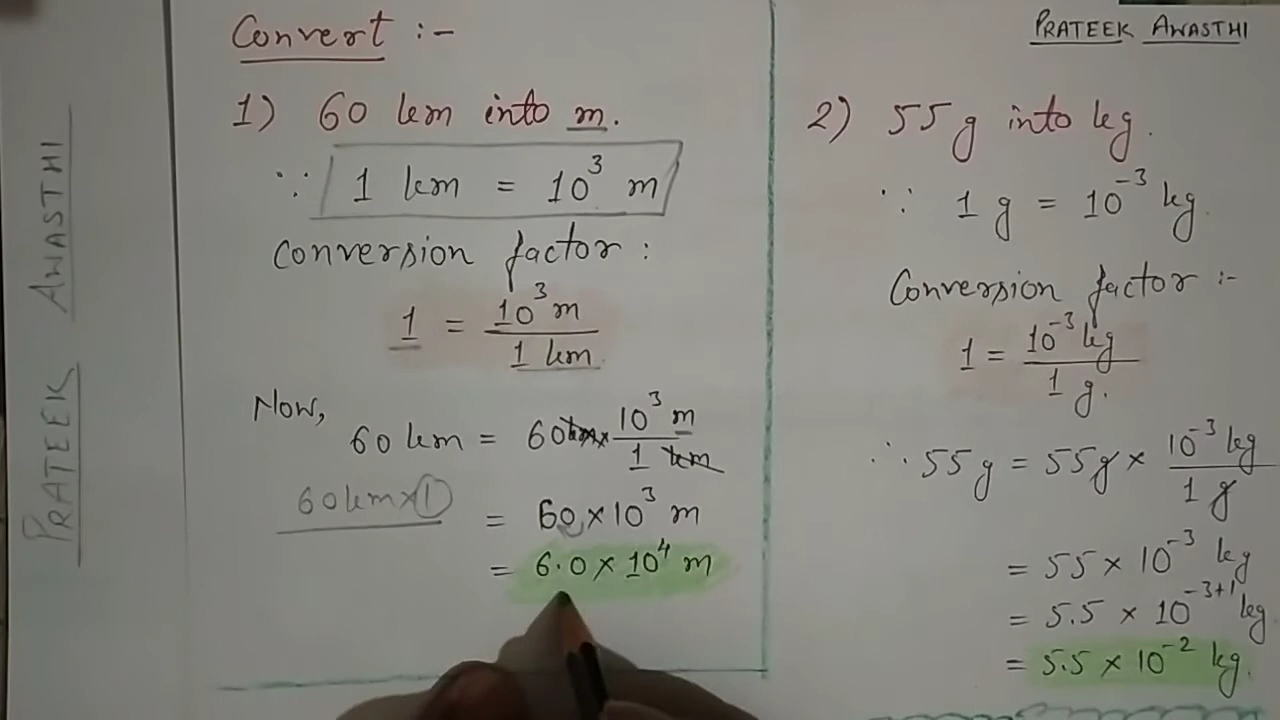 PRATEEK AWASTHI
Convert :-
1) 60 km into m.
∵ 1 km = 10³ m
Conversion factor :
1 = 10³ m / 1 km
Now,
60 km = 60 km × 10³ m / 1 km
60 km × 1
= 60 × 10³ m
= 6.0 × 10⁴ m
PRATEEK AWASTHI
2) 55 g into kg.
∵ 1 g = 10⁻³ kg.
Conversion factor :-
1 = 10⁻³ kg / 1 g.
∴ 55 g = 55 g × 10⁻³ kg / 1 g
= 55 × 10⁻³ kg
= 5.5 × 10⁻³⁺¹ kg.
= 5.5 × 10⁻² kg.